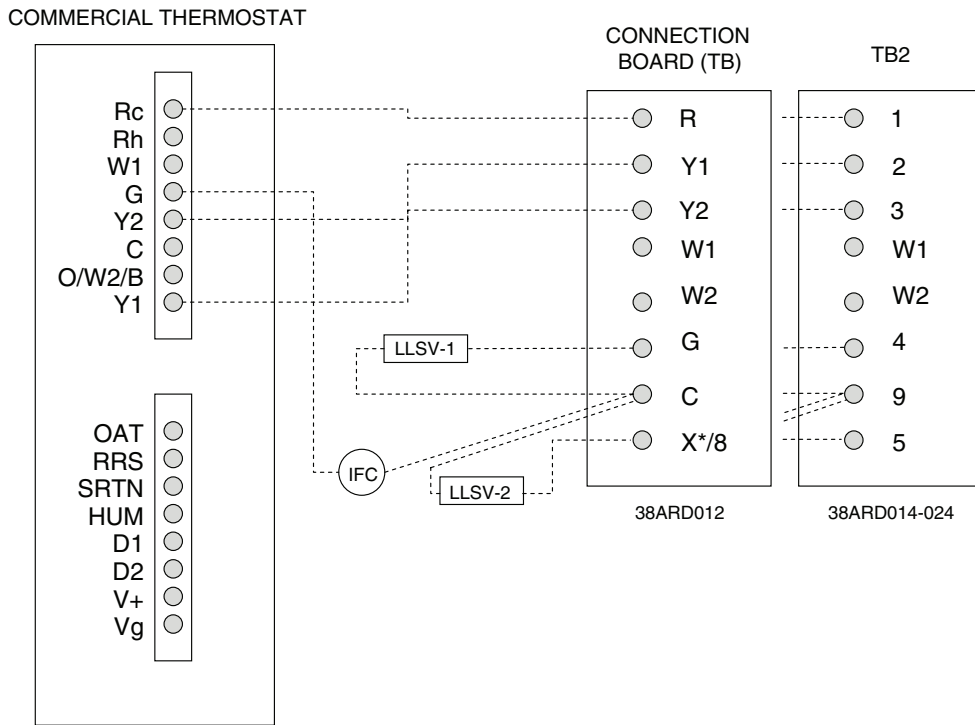 COMMERCIAL THERMOSTAT
Rc
Rh
W1
G
Y2
C
O/W2/B
Y1
OAT
RRS
SRTN
HUM
D1
D2
V+
Vg
IFC
LLSV-1
LLSV-2
CONNECTION
BOARD (TB)
R
Y1
Y2
W1
W2
G
C
X*/8
38ARD012
TB2
1
2
3
W1
W2
4
9
5
38ARD014-024